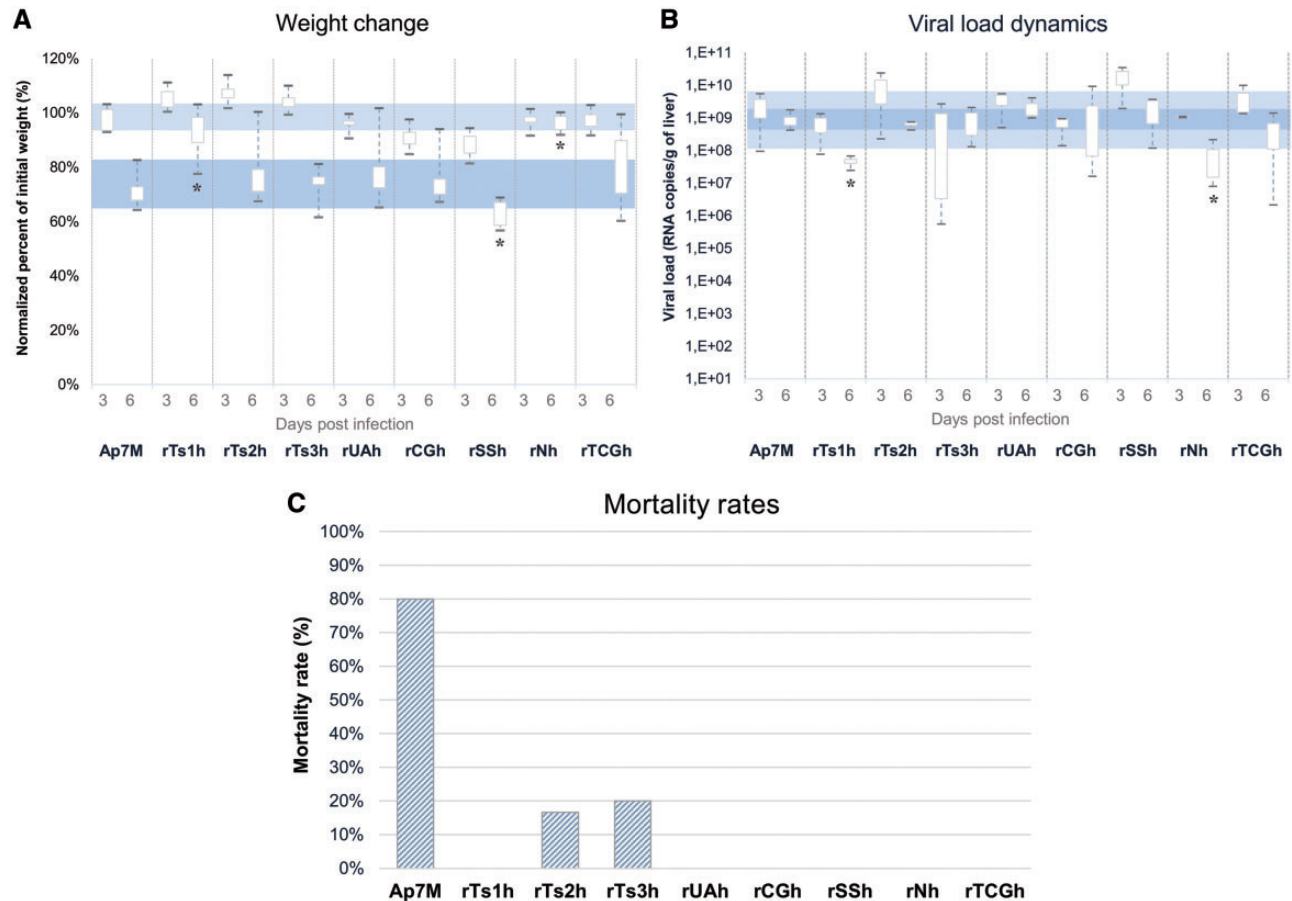 A
Weight change
Normalized percent of initial weight (%)
120%
100%
80%
60%
40%
20%
0%
*
*
*
3 6 3 6 3 6 3 6 3 6 3 6 3 6 3 6 3 6
Days post infection
Ap7M rTs1h rTs2h rTs3h rUAh rCGh rSSh rNh rTCGh
B
Viral load dynamics
Viral load (RNA copies/g of liver)
1,E+11
1,E+10
1,E+09
1,E+08
1,E+07
1,E+06
1,E+05
1,E+04
1,E+03
1,E+02
1,E+01
*
*
3 6 3 6 3 6 3 6 3 6 3 6 3 6 3 6 3 6
Days post infection
Ap7M rTs1h rTs2h rTs3h rUAh rCGh rSSh rNh rTCGh
C
Mortality rates
Mortality rate (%)
100%
90%
80%
70%
60%
50%
40%
30%
20%
10%
0%
Ap7M rTs1h rTs2h rTs3h rUAh rCGh rSSh rNh rTCGh